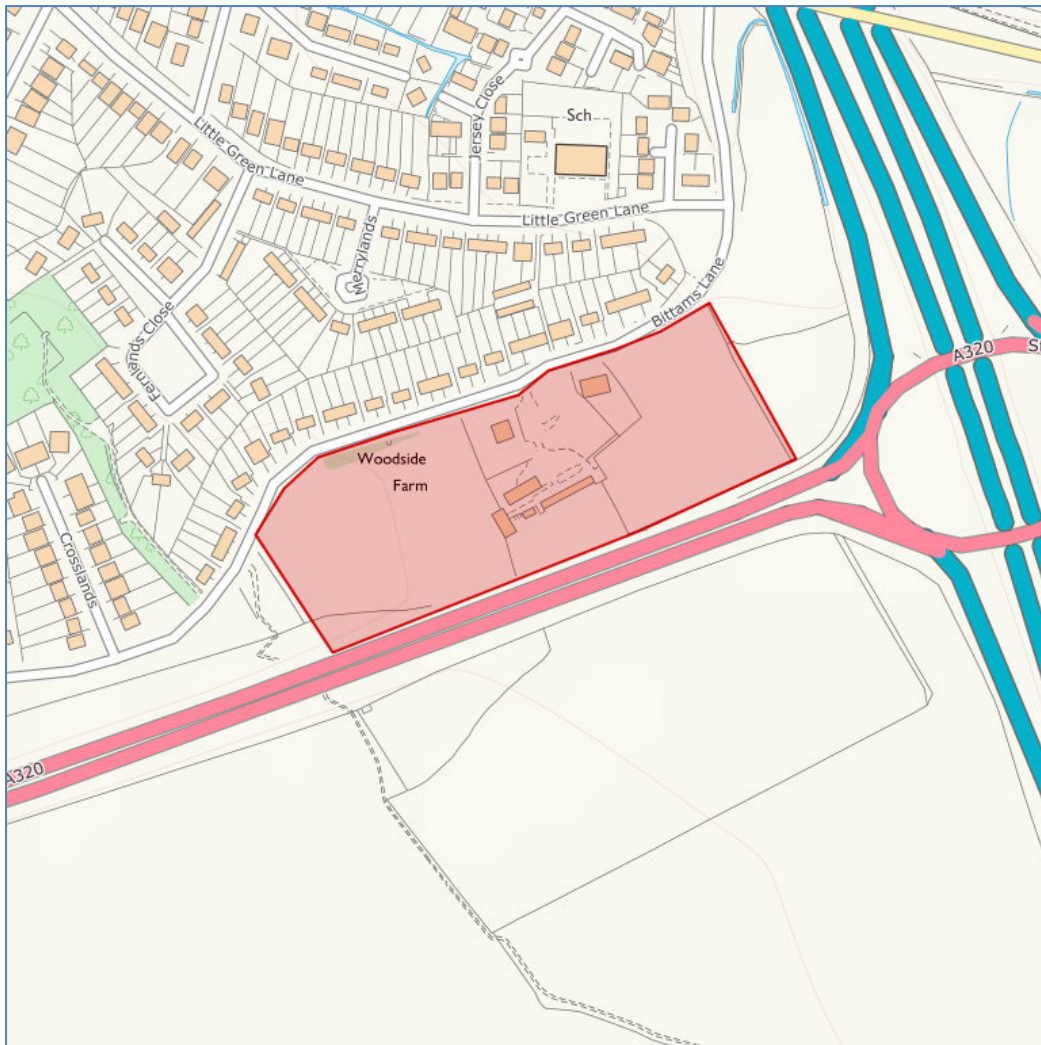 Sch
Jersey Close
Little Green Lane
Little Green Lane
Merrylands
Bittams Lane
A320
Fernlands Close
Woodside
Farm
Crosslands
A320